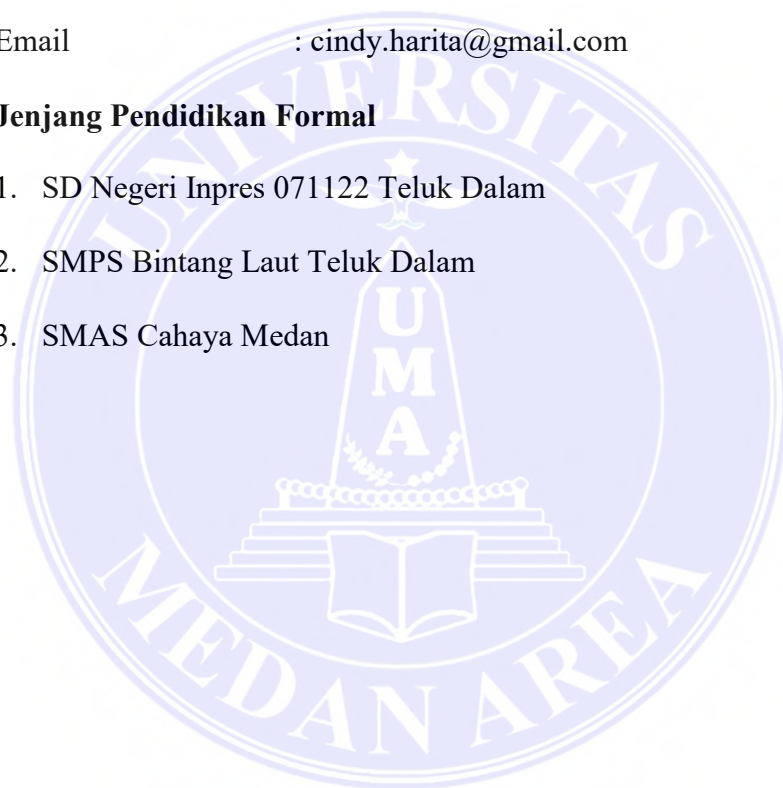 Email : cindy.harita@gmail.com
Jenjang Pendidikan Formal
1. SD Negeri Inpres 071122 Teluk Dalam
2. SMPS Bintang Laut Teluk Dalam
3. SMAS Cahaya Medan
UNIVERSITAS
UMA
MEDAN AREA